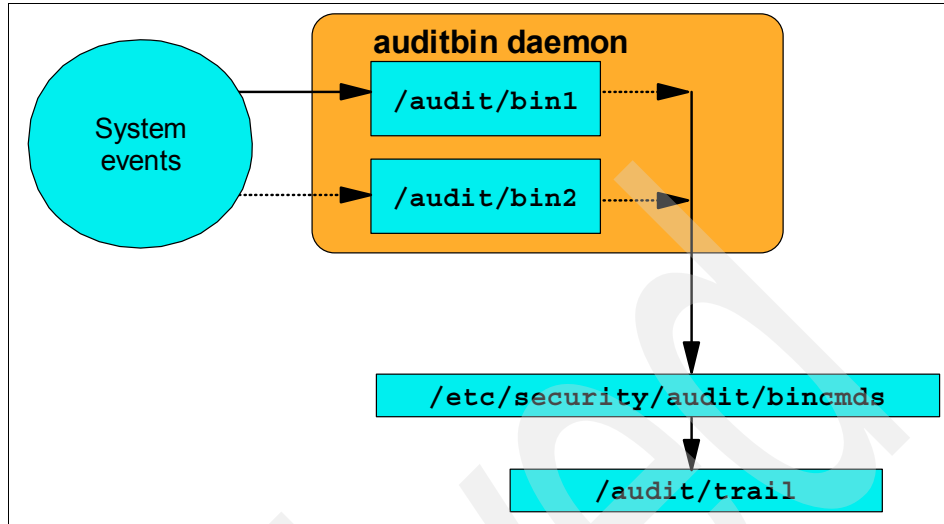 auditbin daemon
/audit/bin1
System
events
/audit/bin2
/etc/security/audit/bincmds
/audit/trail